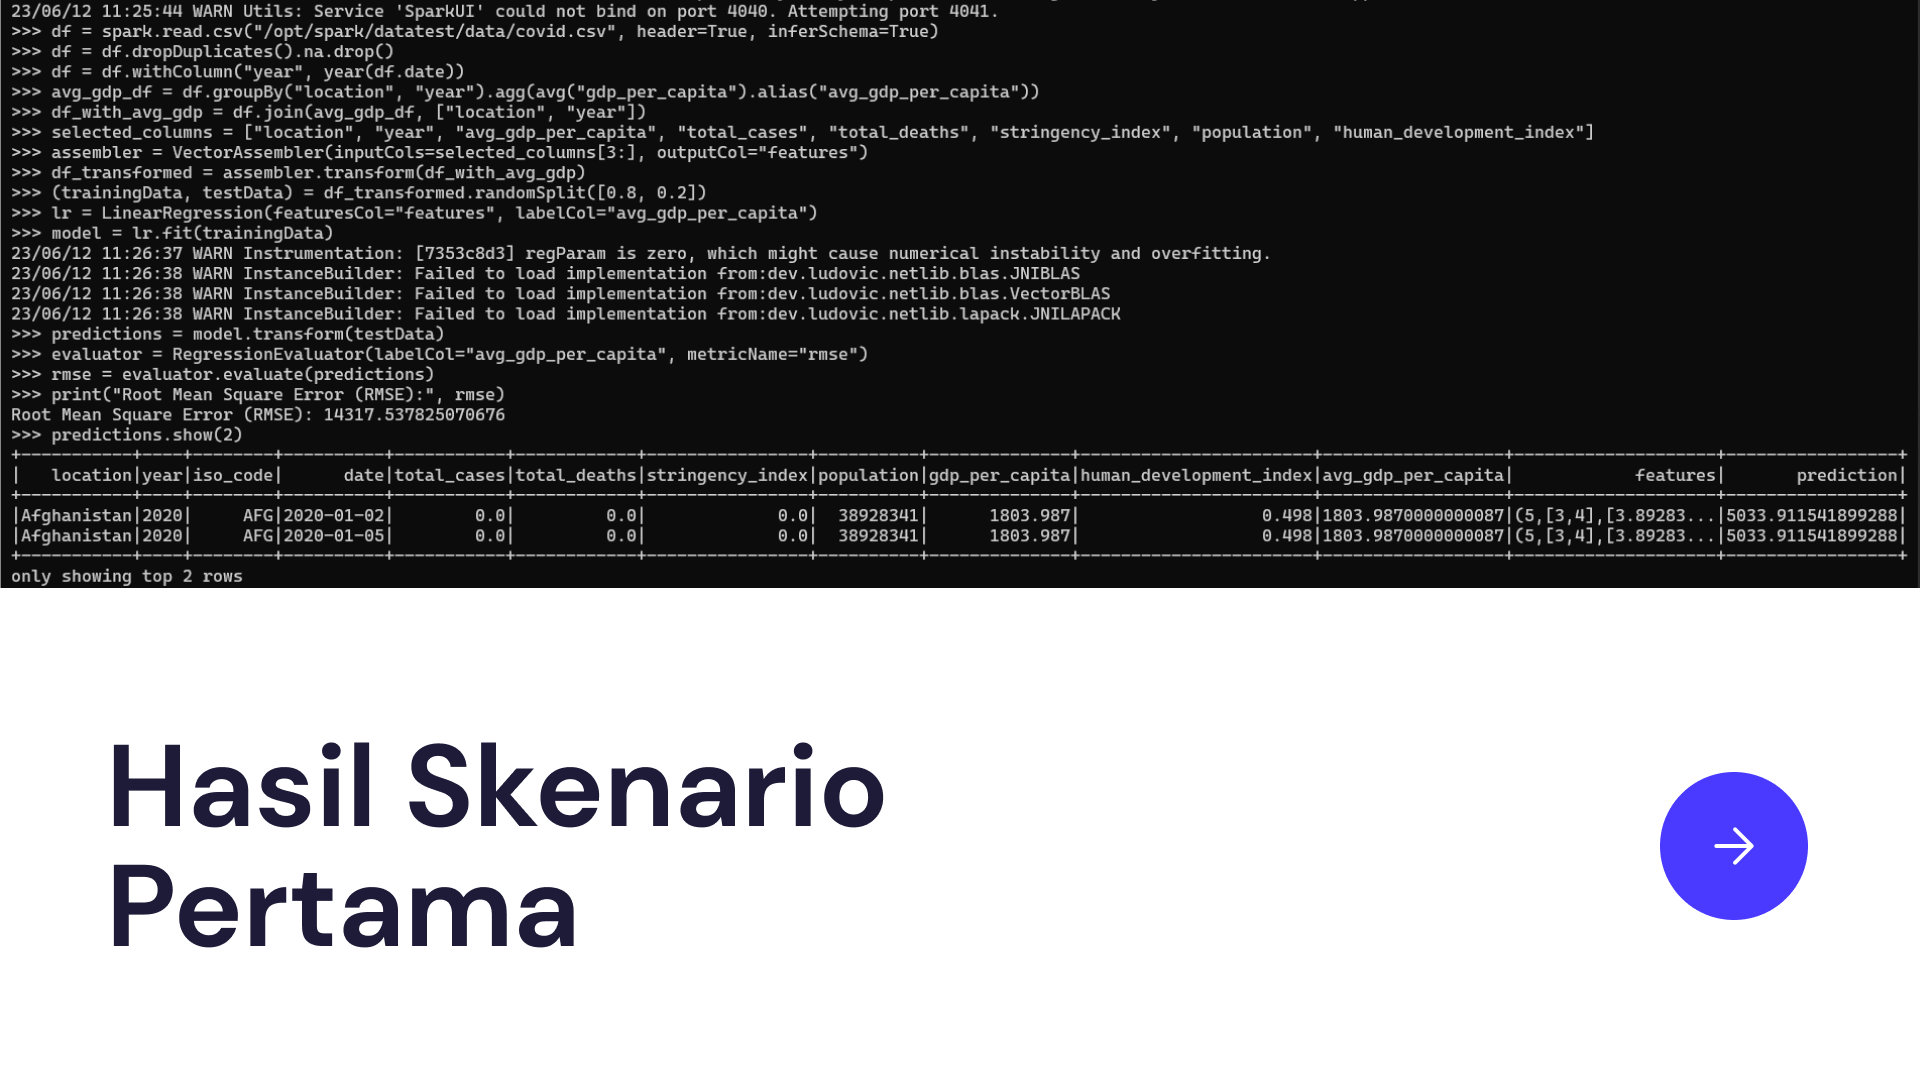 23/06/12 11:25:44 WARN Utils: Service 'SparkUI' could not bind on port 4040. Attempting port 4041.
>>> df = spark.read.csv("/opt/spark/datatest/data/covid.csv", header=True, inferSchema=True)
>>> df = df.dropDuplicates().na.drop()
>>> df = df.withColumn("year", year(df.date))
>>> avg_gdp_df = df.groupBy("location", "year").agg(avg("gdp_per_capita").alias("avg_gdp_per_capita"))
>>> df_with_avg_gdp = df.join(avg_gdp_df, ["location", "year"])
>>> selected_columns = ["location", "year", "avg_gdp_per_capita", "total_cases", "total_deaths", "stringency_index", "population", "human_development_index"]
>>> assembler = VectorAssembler(inputCols=selected_columns[3:], outputCol="features")
>>> df_transformed = assembler.transform(df_with_avg_gdp)
>>> (trainingData, testData) = df_transformed.randomSplit([0.8, 0.2])
>>> lr = LinearRegression(featuresCol="features", labelCol="avg_gdp_per_capita")
>>> model = lr.fit(trainingData)
23/06/12 11:26:37 WARN Instrumentation: [7353c8d3] regParam is zero, which might cause numerical instability and overfitting.
23/06/12 11:26:38 WARN InstanceBuilder: Failed to load implementation from:dev.ludovic.netlib.blas.JNIBLAS
23/06/12 11:26:38 WARN InstanceBuilder: Failed to load implementation from:dev.ludovic.netlib.blas.VectorBLAS
23/06/12 11:26:38 WARN InstanceBuilder: Failed to load implementation from:dev.ludovic.netlib.lapack.JNILAPACK
>>> predictions = model.transform(testData)
>>> evaluator = RegressionEvaluator(labelCol="avg_gdp_per_capita", metricName="rmse")
>>> rmse = evaluator.evaluate(predictions)
>>> print("Root Mean Square Error (RMSE):", rmse)
Root Mean Square Error (RMSE): 14317.537825070676
>>> predictions.show(2)
+-----------+----+--------+----------+-----------+------------+----------------+----------+--------------+-----------------------+------------------+--------------------+-----------------+
|   location|year|iso_code|      date|total_cases|total_deaths|stringency_index|population|gdp_per_capita|human_development_index|avg_gdp_per_capita|            features|       prediction|
+-----------+----+--------+----------+-----------+------------+----------------+----------+--------------+-----------------------+------------------+--------------------+-----------------+
|Afghanistan|2020|     AFG|2020-01-02|        0.0|         0.0|             0.0|  38928341|      1803.987|                  0.498|1803.9870000000087|(5,[3,4],[3.89283...|5033.911541899288|
|Afghanistan|2020|     AFG|2020-01-05|        0.0|         0.0|             0.0|  38928341|      1803.987|                  0.498|1803.9870000000087|(5,[3,4],[3.89283...|5033.911541899288|
+-----------+----+--------+----------+-----------+------------+----------------+----------+--------------+-----------------------+------------------+--------------------+-----------------+
only showing top 2 rows
Hasil Skenario
Pertama